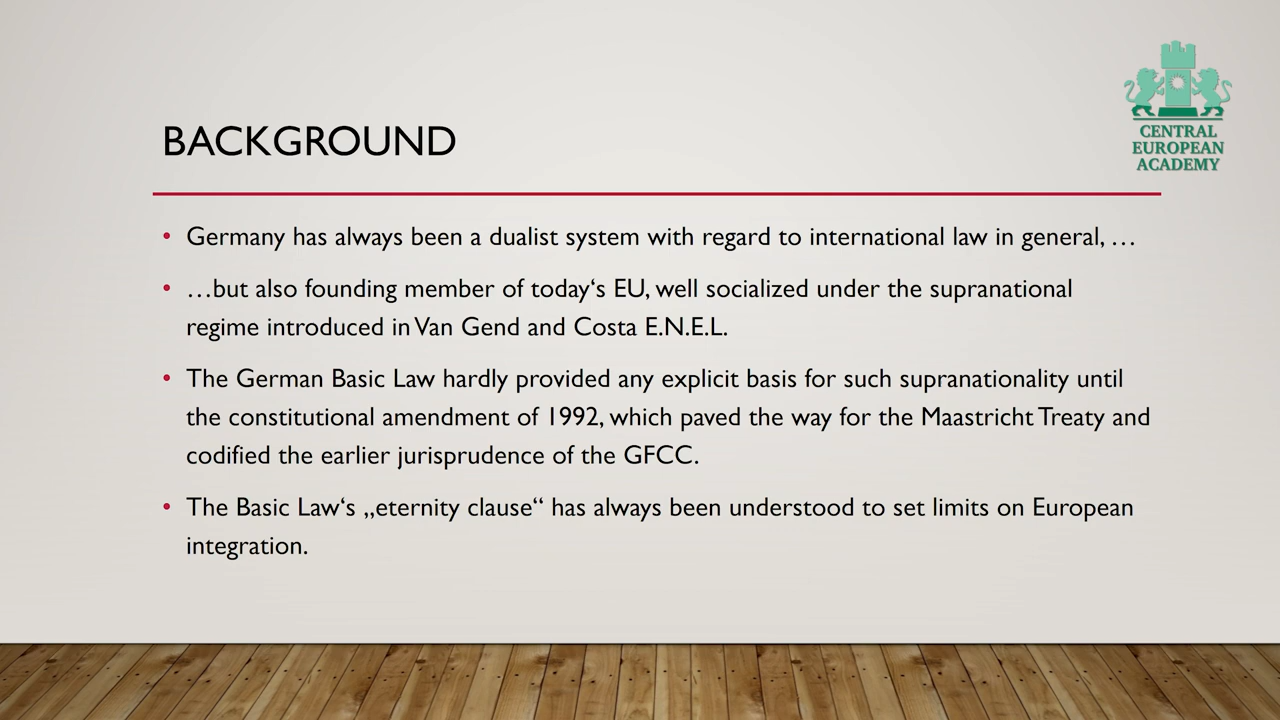 CENTRAL
EUROPEAN
ACADEMY
BACKGROUND
• Germany has always been a dualist system with regard to international law in general, …
• …but also founding member of today‘s EU, well socialized under the supranational
regime introduced in Van Gend and Costa E.N.E.L.
• The German Basic Law hardly provided any explicit basis for such supranationality until
the constitutional amendment of 1992, which paved the way for the Maastricht Treaty and
codified the earlier jurisprudence of the GFCC.
• The Basic Law‘s „eternity clause“ has always been understood to set limits on European
integration.